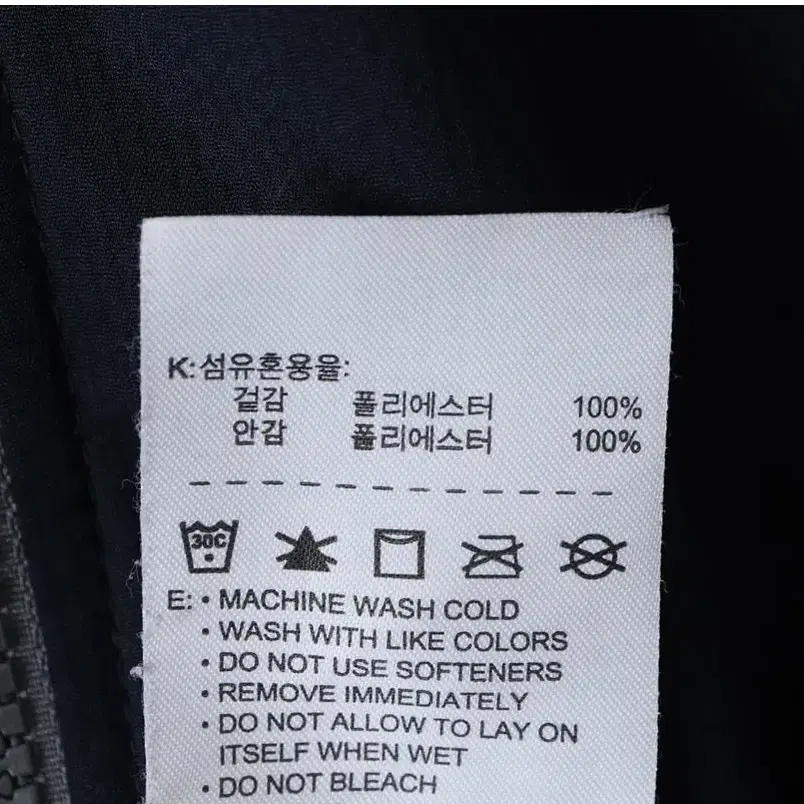 K:섬유혼용율:
겉감 폴리에스터 100%
안감 폴리에스터 100%
30C
E: • MACHINE WASH COLD
• WASH WITH LIKE COLORS
• DO NOT USE SOFTENERS
• REMOVE IMMEDIATELY
• DO NOT ALLOW TO LAY ON
ITSELF WHEN WET
• DO NOT BLEACH